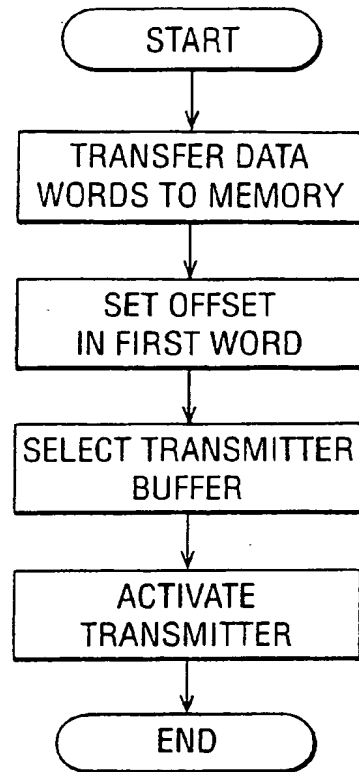 START
TRANSFER DATA
WORDS TO MEMORY
SET OFFSET
IN FIRST WORD
SELECT TRANSMITTER
BUFFER
ACTIVATE
TRANSMITTER
END